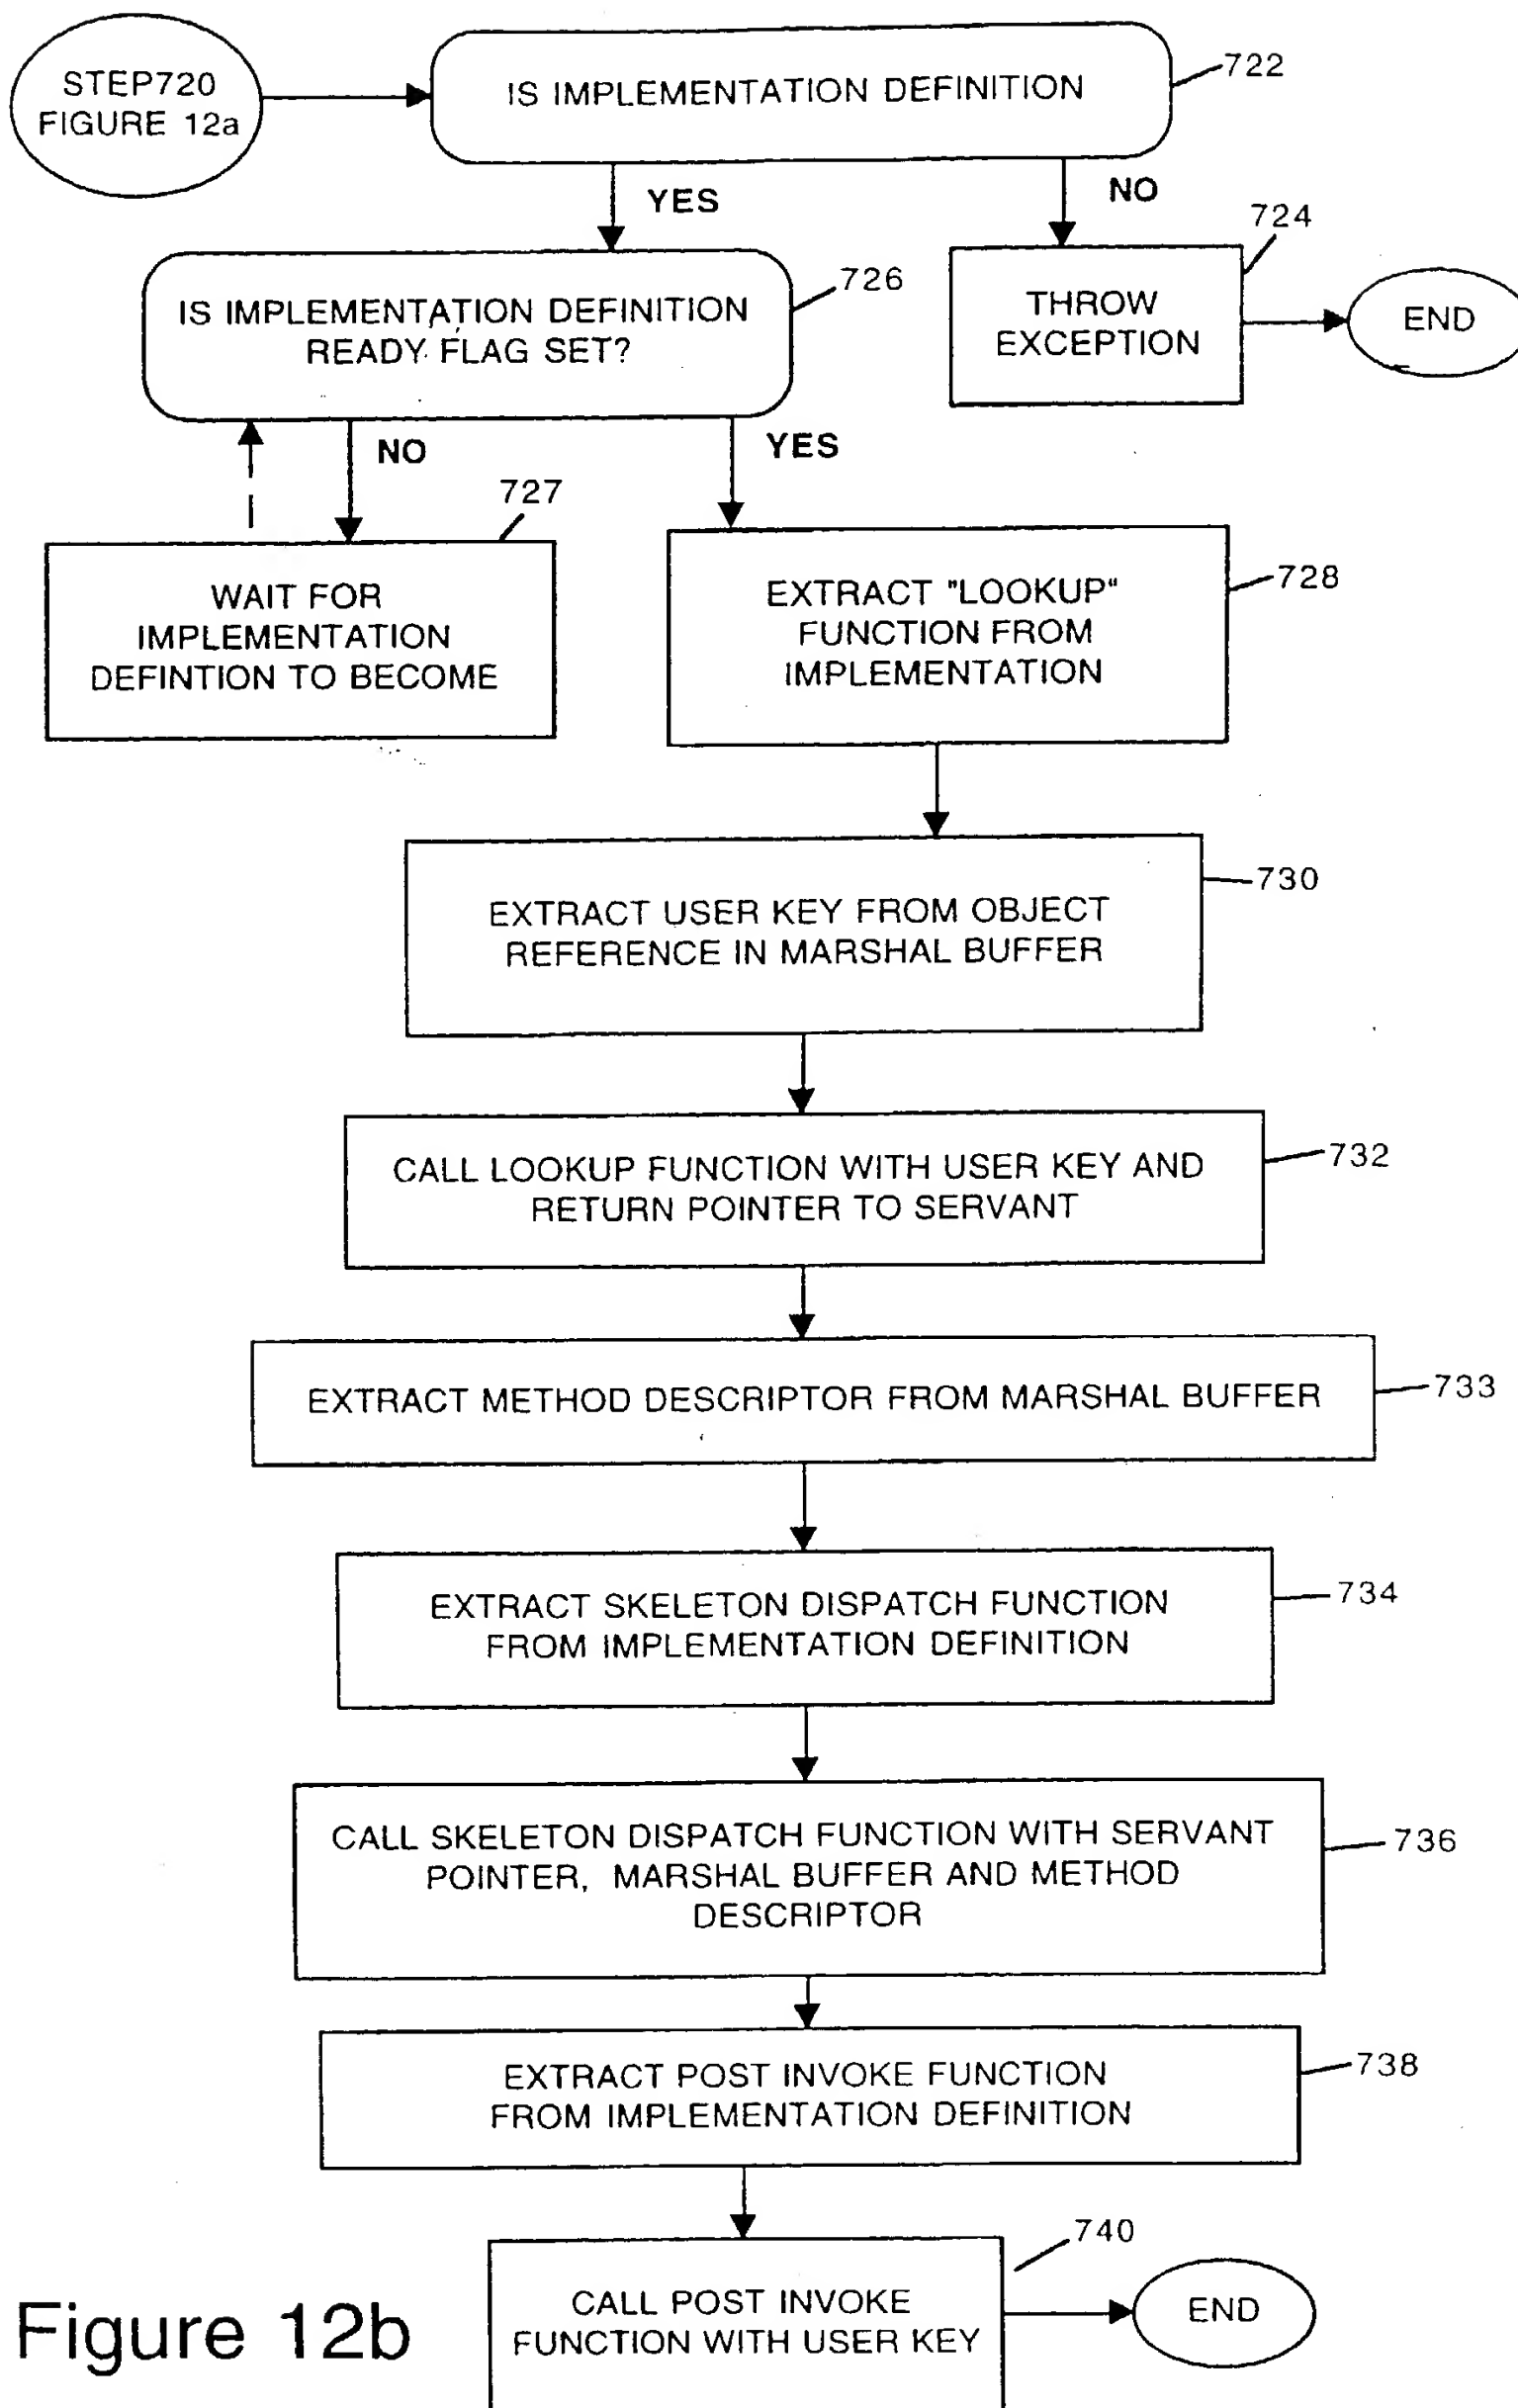 STEP720
FIGURE 12a
IS IMPLEMENTATION DEFINITION
722
YES
NO
724
IS IMPLEMENTATION DEFINITION
READY FLAG SET?
726
THROW
EXCEPTION
END
NO
YES
727
WAIT FOR
IMPLEMENTATION
DEFINTION TO BECOME
EXTRACT "LOOKUP"
FUNCTION FROM
IMPLEMENTATION
728
EXTRACT USER KEY FROM OBJECT
REFERENCE IN MARSHAL BUFFER
730
CALL LOOKUP FUNCTION WITH USER KEY AND
RETURN POINTER TO SERVANT
732
EXTRACT METHOD DESCRIPTOR FROM MARSHAL BUFFER
733
EXTRACT SKELETON DISPATCH FUNCTION
FROM IMPLEMENTATION DEFINITION
734
CALL SKELETON DISPATCH FUNCTION WITH SERVANT
POINTER, MARSHAL BUFFER AND METHOD
DESCRIPTOR
736
EXTRACT POST INVOKE FUNCTION
FROM IMPLEMENTATION DEFINITION
738
740
CALL POST INVOKE
FUNCTION WITH USER KEY
END
Figure 12b